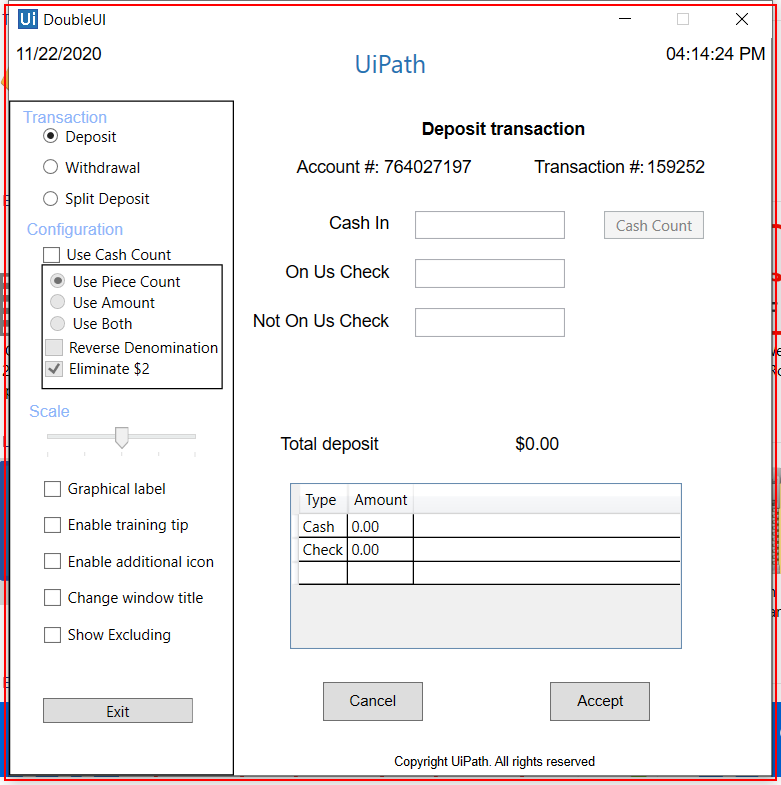 Ui DoubleUI
11/22/2020
UiPath
04:14:24 PM
Transaction
Deposit
Withdrawal
Split Deposit
Configuration
Use Cash Count
Use Piece Count
Use Amount
Use Both
Reverse Denomination
Eliminate $2
Scale
Graphical label
Enable training tip
Enable additional icon
Change window title
Show Excluding
Exit
Deposit transaction
Account #: 764027197 Transaction #: 159252
Cash In Cash Count
On Us Check
Not On Us Check
Total deposit $0.00
Type Amount
Cash 0.00
Check 0.00
Cancel Accept
Copyright UiPath. All rights reserved